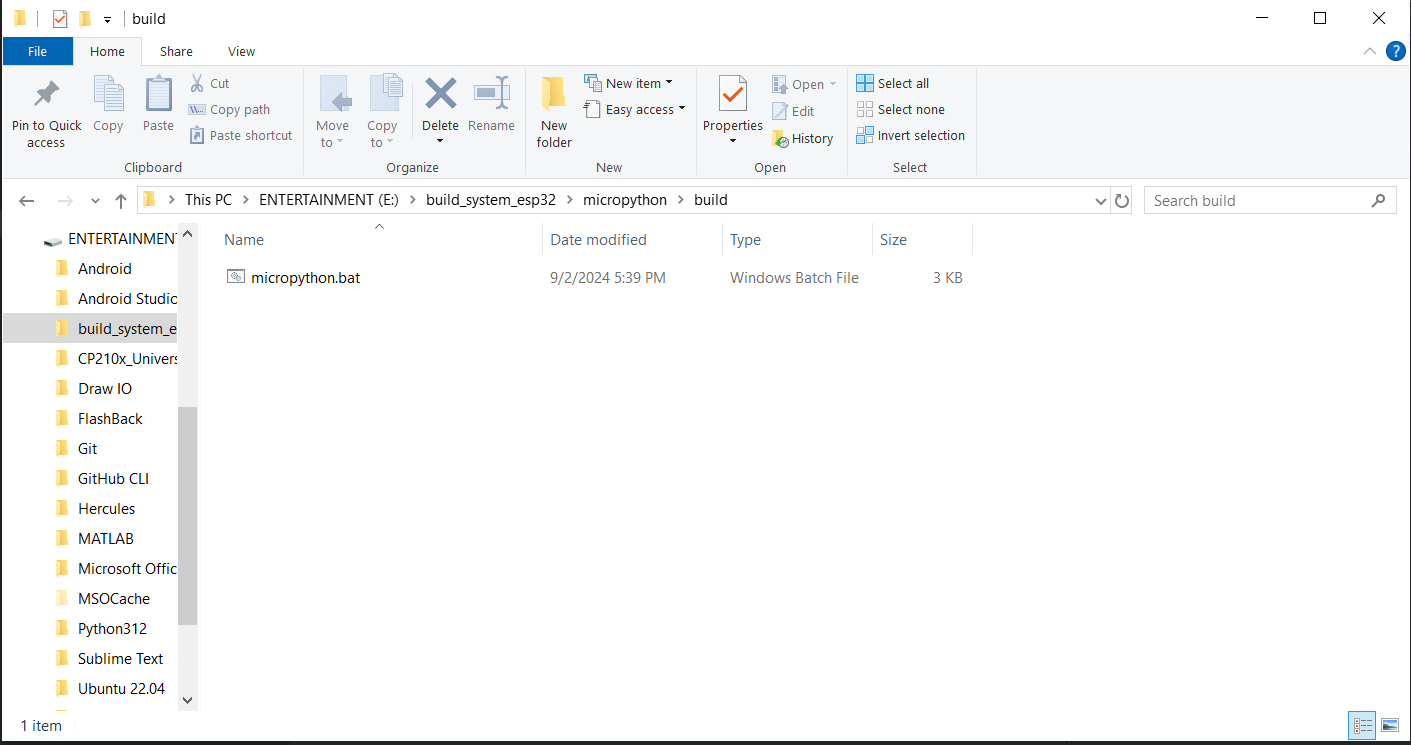 build
File Home Share View
Pin to Quick access
Copy
Paste
Cut
Copy path
Paste shortcut
Clipboard
Move to
Copy to
Delete
Rename
Organize
New folder
New item
Easy access
New
Properties
Open
Edit
History
Open
Select all
Select none
Invert selection
Select
This PC > ENTERTAINMENT (E:) > build_system_esp32 > micropython > build
Search build
ENTERTAINMENT
Android
Android Studio
build_system_e
CP210x_Univers
Draw IO
FlashBack
Git
GitHub CLI
Hercules
MATLAB
Microsoft Offic
MSOCache
Python312
Sublime Text
Ubuntu 22.04
Name Date modified Type Size
micropython.bat 9/2/2024 5:39 PM Windows Batch File 3 KB
1 item